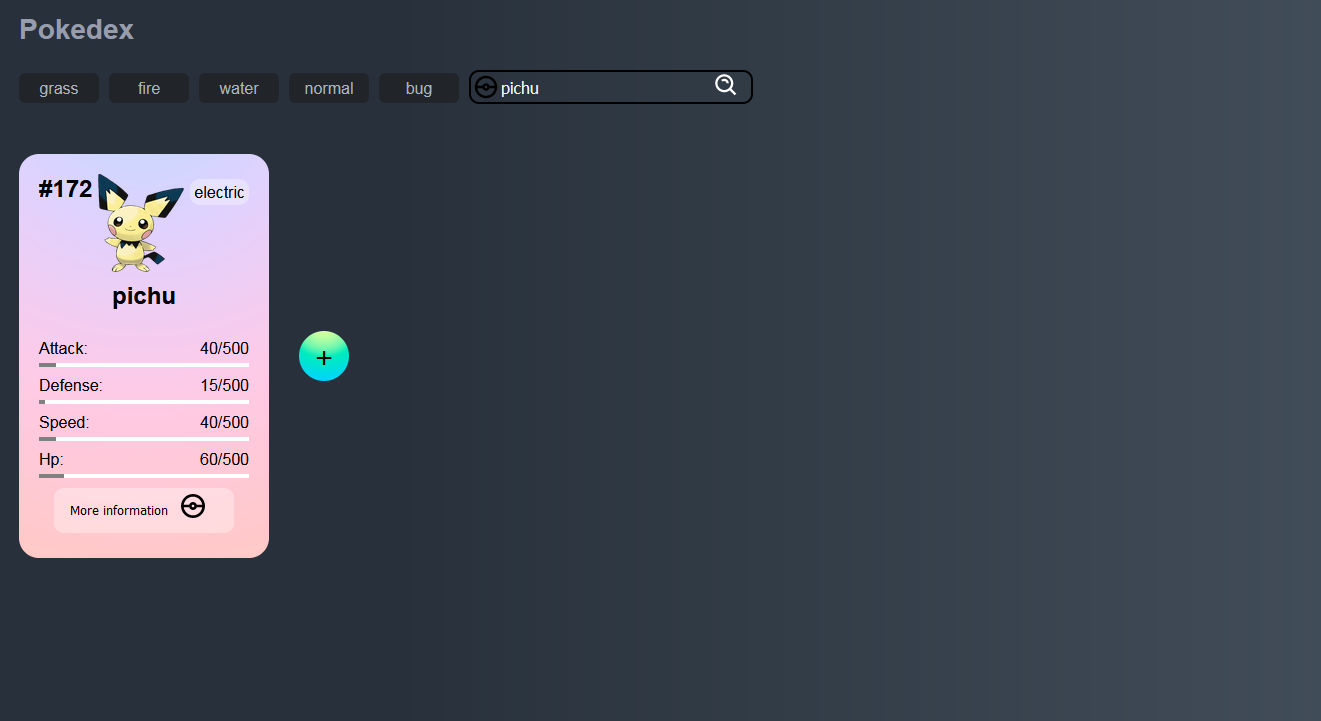 Pokedex
grass fire water normal bug pichu
#172 electric
pichu
Attack: 40/500
Defense: 15/500
Speed: 40/500
Hp: 60/500
More information
+